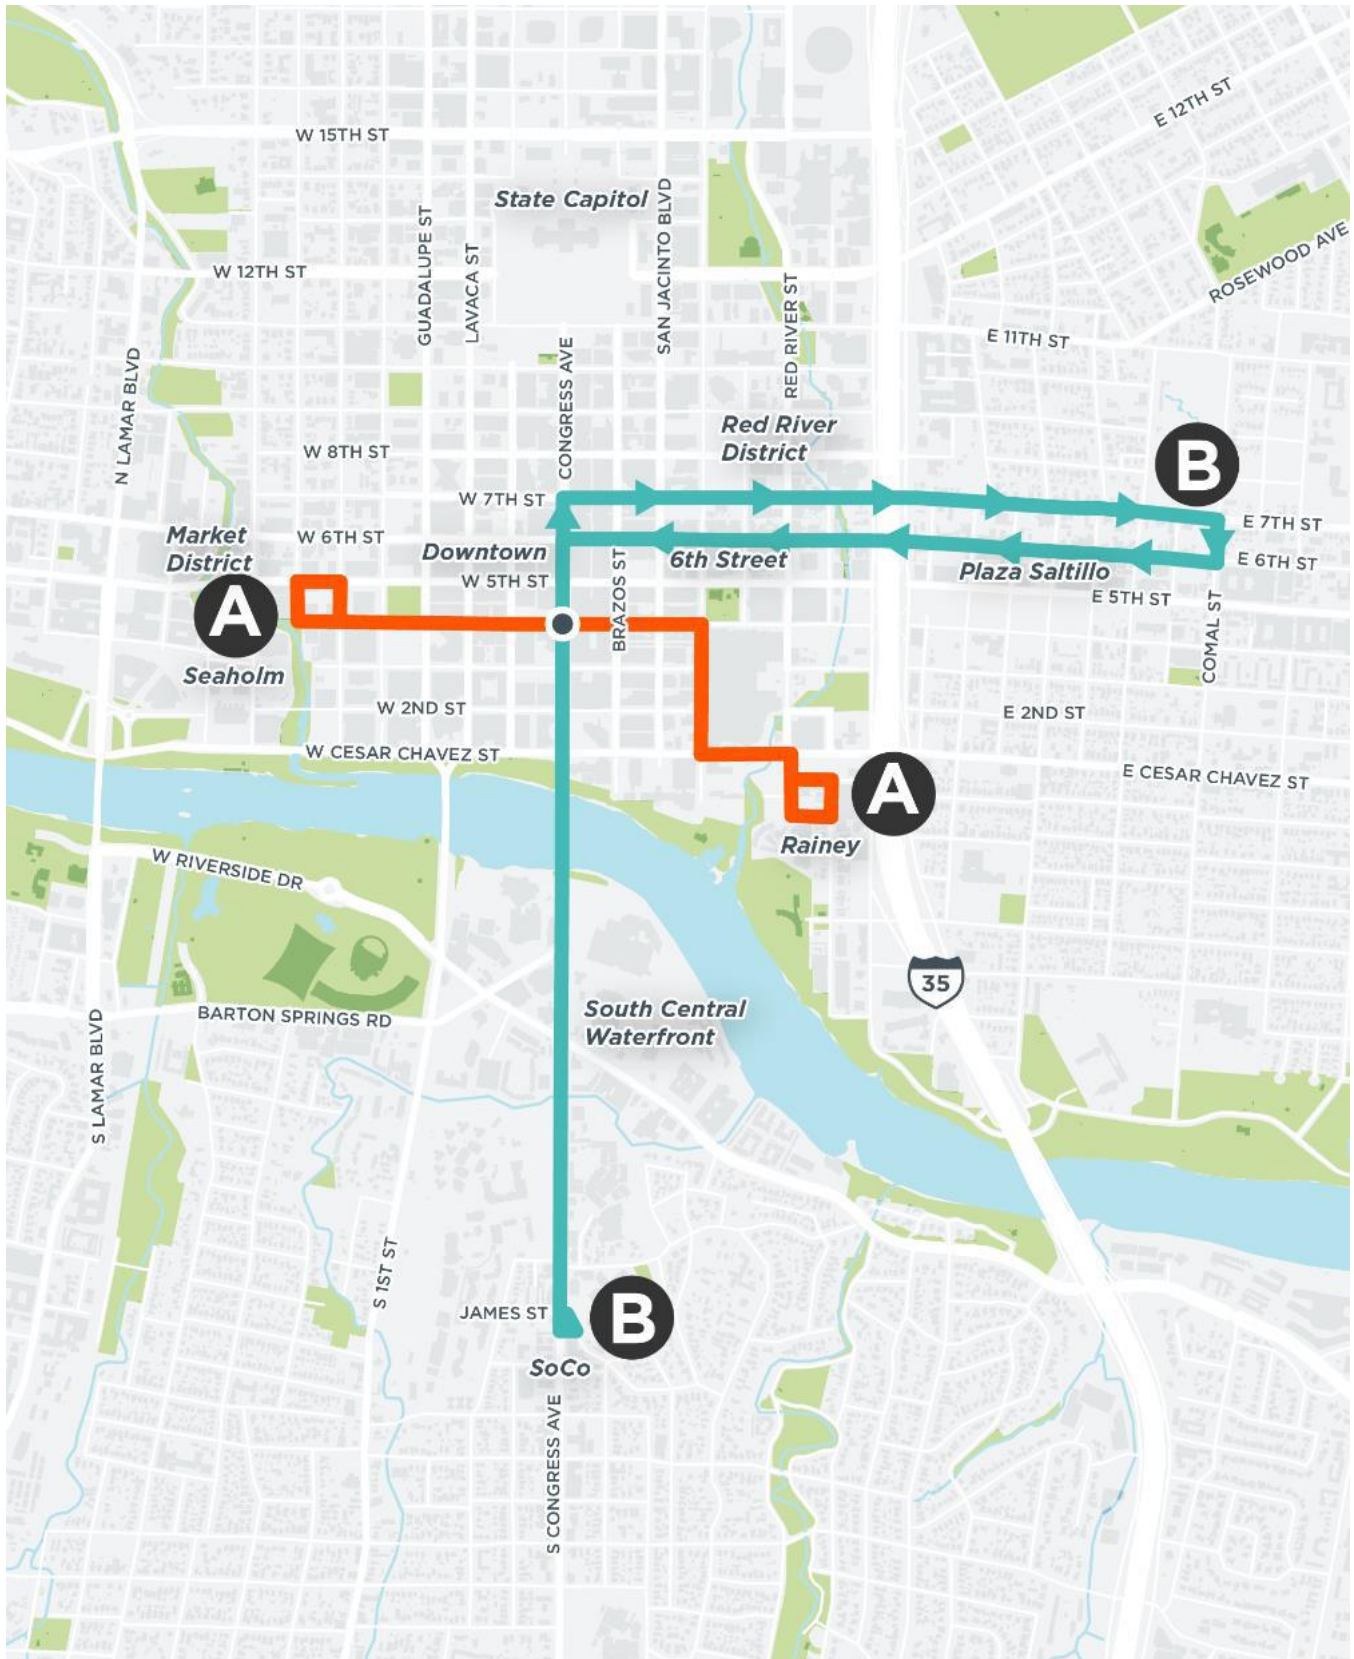 E 12TH ST
W 15TH ST
State Capitol
SAN JACINTO BLVD
GUADALUPE ST
LAVACA ST
W 12TH ST
ROSEWOOD AVE
RED RIVER ST
E 11TH ST
CONGRESS AVE
N LAMAR BLVD
Red River
District
W 8TH ST
B
W 7TH ST
E 7TH ST
Market
District
W 6TH ST
Downtown
6th Street
E 6TH ST
Plaza Saltillo
W 5TH ST
BRAZOS ST
E 5TH ST
A
COMAL ST
Seaholm
W 2ND ST
E 2ND ST
W CESAR CHAVEZ ST
E CESAR CHAVEZ ST
A
Rainey
W RIVERSIDE DR
35
South Central
Waterfront
BARTON SPRINGS RD
S LAMAR BLVD
S 1ST ST
JAMES ST
B
SoCo
S CONGRESS AVE